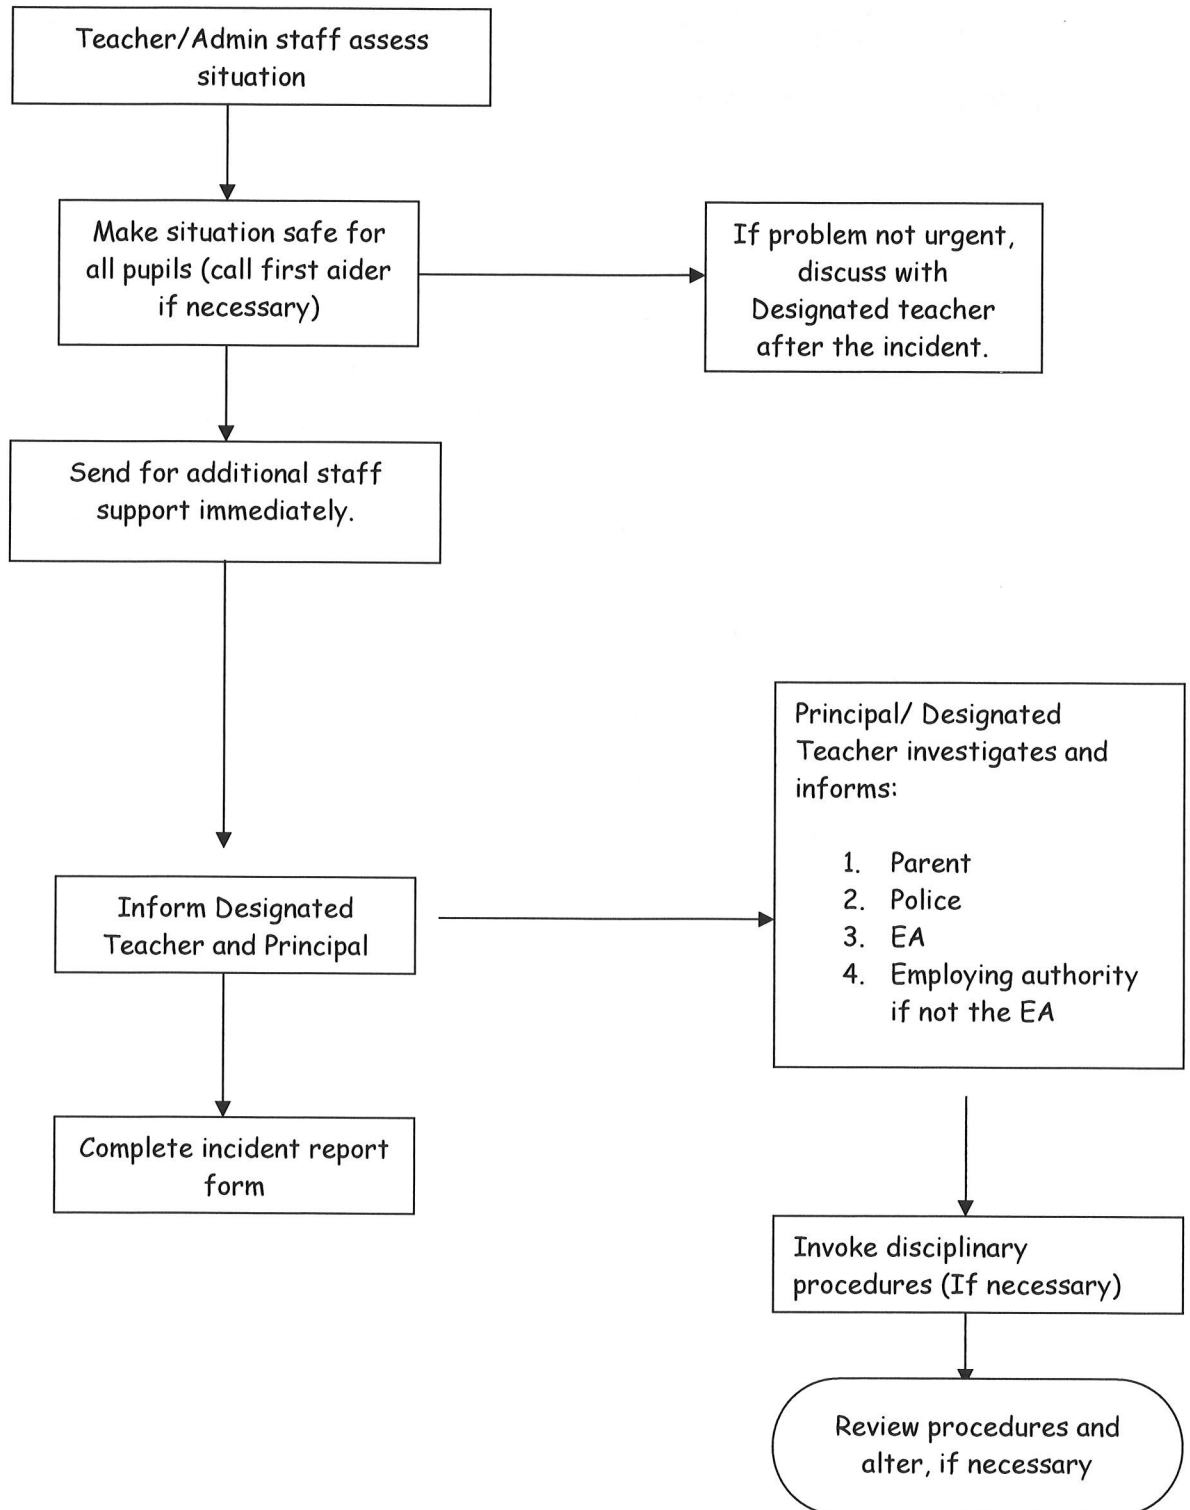 Teacher/Admin staff assess
situation
Make situation safe for
all pupils (call first aider
if necessary)
If problem not urgent,
discuss with
Designated teacher
after the incident.
Send for additional staff
support immediately.
Inform Designated
Teacher and Principal
Principal/ Designated
Teacher investigates and
informs:
1. Parent
2. Police
3. EA
4. Employing authority
if not the EA
Complete incident report
form
Invoke disciplinary
procedures (If necessary)
Review procedures and
alter, if necessary